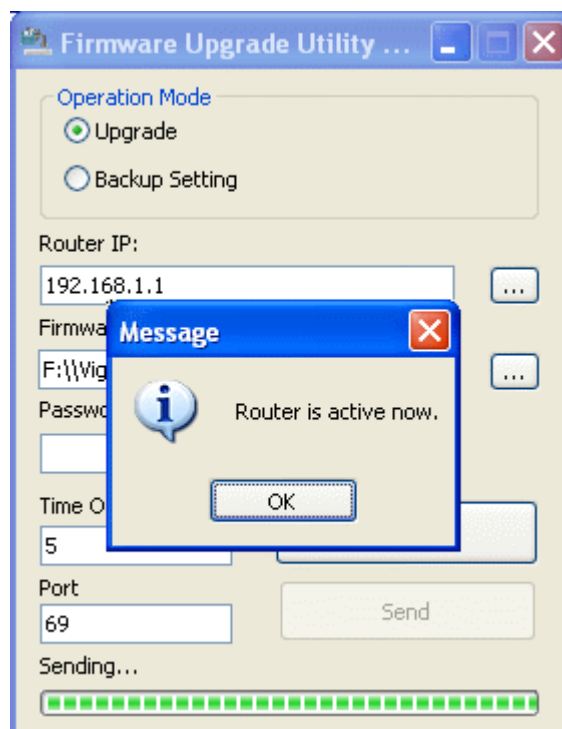 Firmware Upgrade Utility ...
Operation Mode
Upgrade
Backup Setting
Router IP:
192.168.1.1
...
Message
Router is active now.
OK
F:\\Vig
...
5
Port
69
Send
Sending...